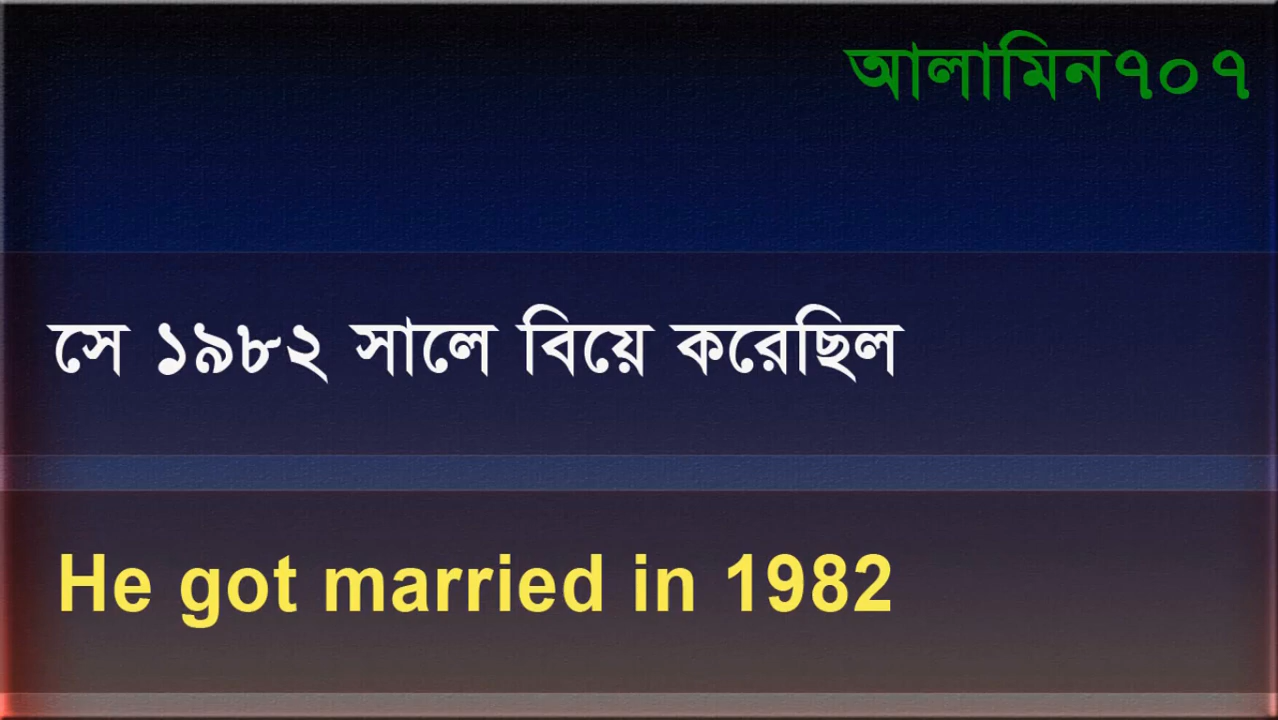 আলামিন৭০৭
সে ১৯৮২ সালে বিয়ে করেছিল
He got married in 1982